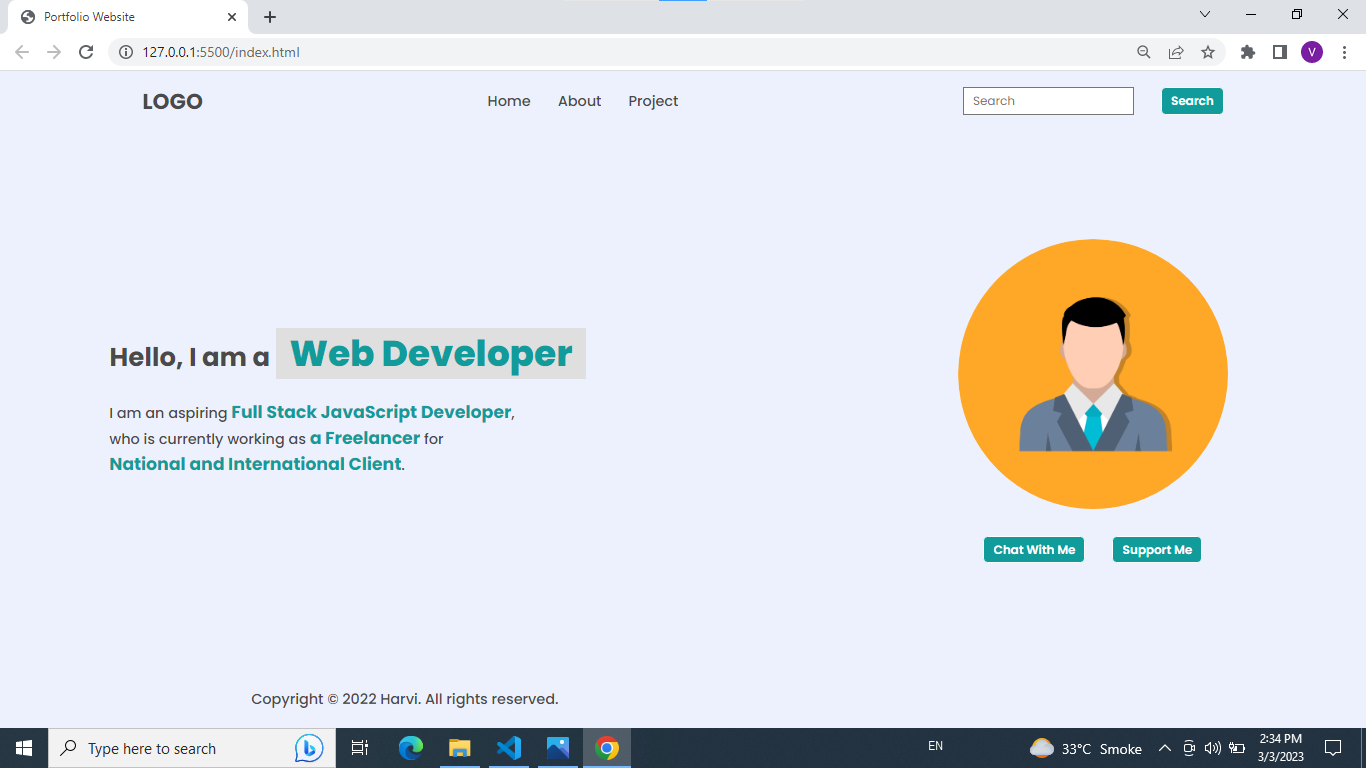 Portfolio Website
127.0.0.1:5500/index.html
V
LOGO
Home About Project
Search
Search
Hello, I am a Web Developer
I am an aspiring Full Stack JavaScript Developer,
who is currently working as a Freelancer for
National and International Client.
Chat With Me
Support Me
Copyright © 2022 Harvi. All rights reserved.
Type here to search
EN
33°C Smoke
2:34 PM
3/3/2023